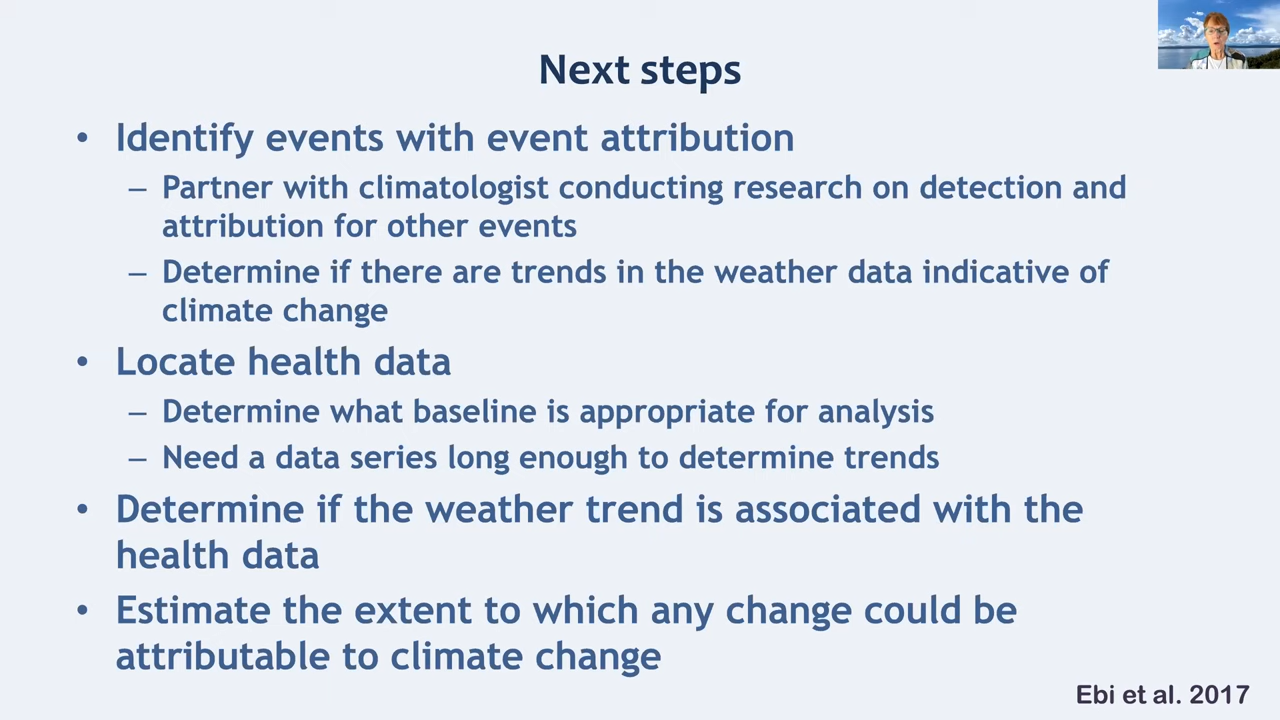 Next steps
• Identify events with event attribution
– Partner with climatologist conducting research on detection and
attribution for other events
– Determine if there are trends in the weather data indicative of
climate change
• Locate health data
– Determine what baseline is appropriate for analysis
– Need a data series long enough to determine trends
• Determine if the weather trend is associated with the
health data
• Estimate the extent to which any change could be
attributable to climate change
Ebi et al. 2017